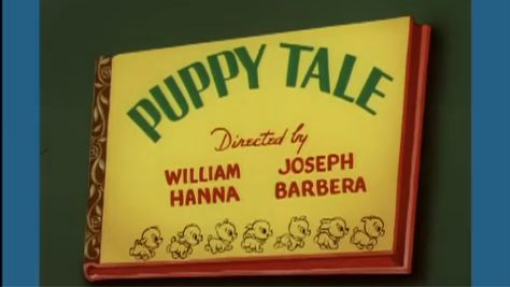 PUPPY TALE
Directed by
WILLIAM HANNA
JOSEPH BARBERA